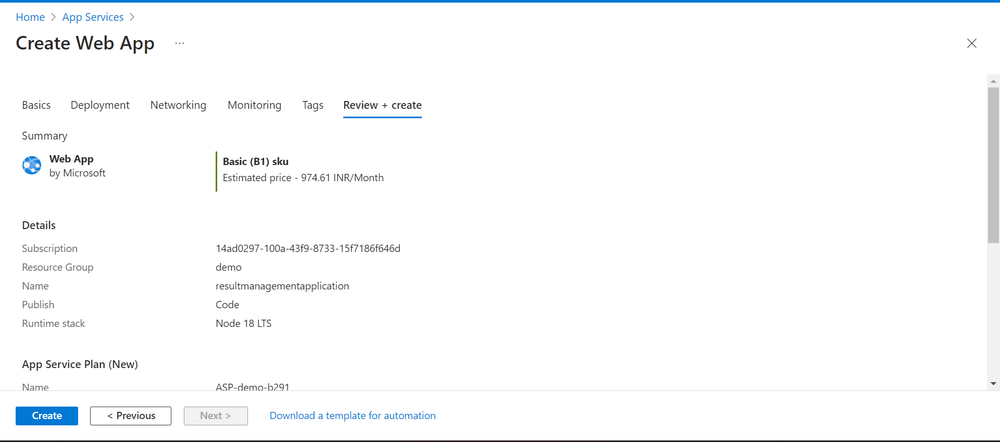 Home > App Services >
Create Web App ...
Basics Deployment Networking Monitoring Tags Review + create
Summary
Web App
by Microsoft
Basic (B1) sku
Estimated price - 974.61 INR/Month
Details
Subscription 14ad0297-100a-43f9-8733-15f7186f646d
Resource Group demo
Name resultmanagementapplication
Publish Code
Runtime stack Node 18 LTS
App Service Plan (New)
Name ASP-demo-b291
Create < Previous Next > Download a template for automation